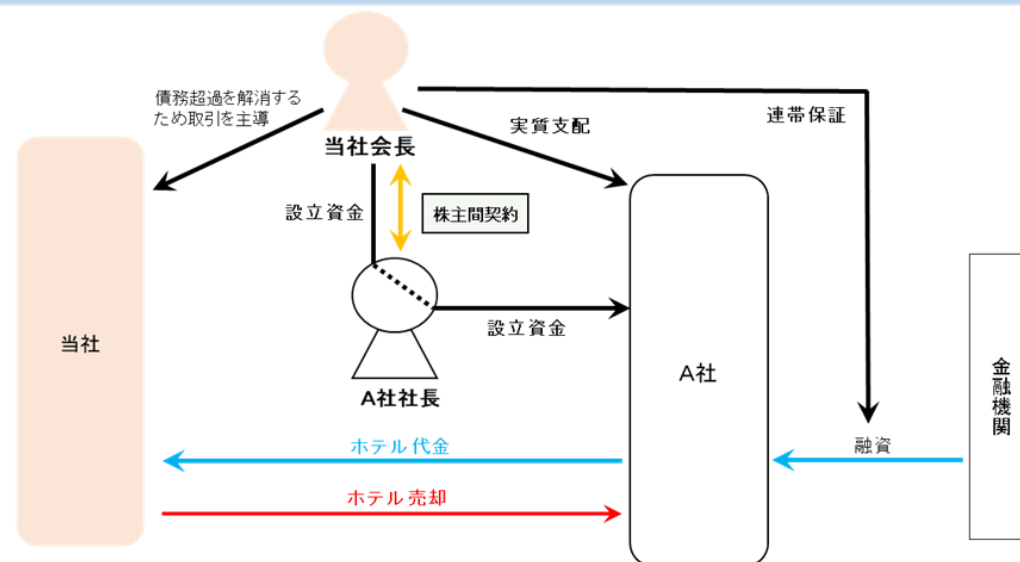 債務超過を解消する
ため取引を主導
当社会長
実質支配
連帯保証
設立資金
株主間契約
設立資金
当社
A社社長
A社
金融機関
ホテル代金
融資
ホテル売却